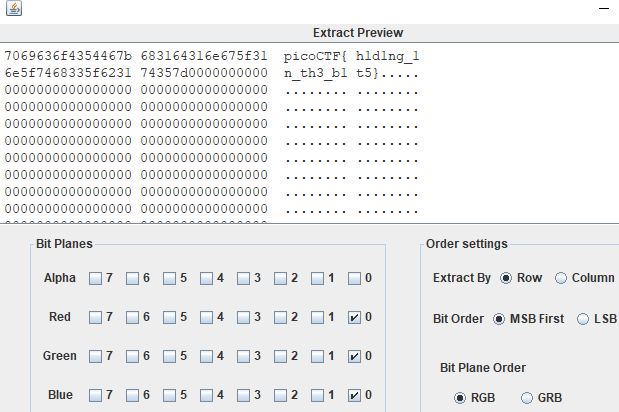 Extract Preview
7069636f4354467b 683164316e675f31 picoCTF{ h1d1ng_1
6e5f7468335f6231 74357d0000000000 n_th3_b1 t5}.....
0000000000000000 0000000000000000 ........ ........
0000000000000000 0000000000000000 ........ ........
0000000000000000 0000000000000000 ........ ........
0000000000000000 0000000000000000 ........ ........
0000000000000000 0000000000000000 ........ ........
0000000000000000 0000000000000000 ........ ........
0000000000000000 0000000000000000 ........ ........
0000000000000000 0000000000000000 ........ ........
Bit Planes
Alpha 7 6 5 4 3 2 1 0
Red 7 6 5 4 3 2 1 0
Green 7 6 5 4 3 2 1 0
Blue 7 6 5 4 3 2 1 0
Order settings
Extract By Row Column
Bit Order MSB First LSB
Bit Plane Order
RGB GRB